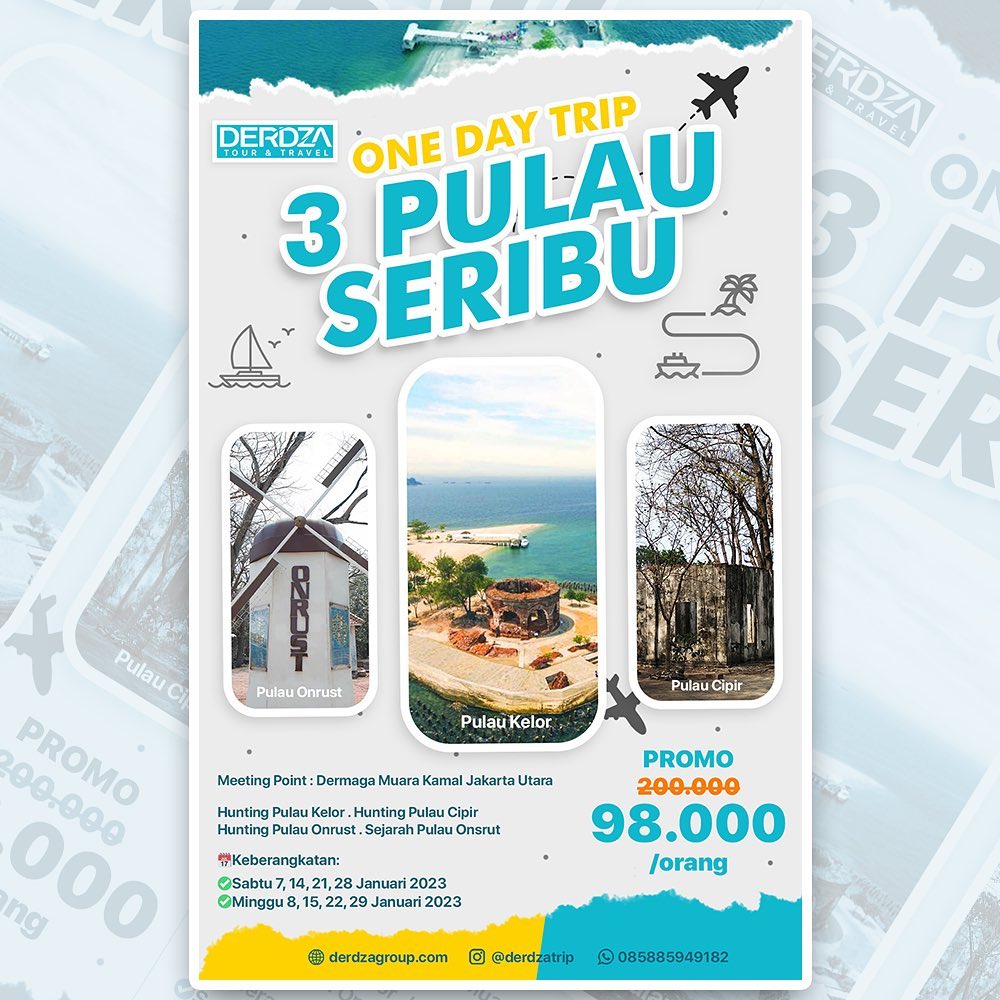 DERDZA
TOUR & TRAVEL
ONE DAY TRIP
3 PULAU
SERIBU
ONRUST
Pulau Onrust
Pulau Kelor
Pulau Cipir
Meeting Point : Dermaga Muara Kamal Jakarta Utara
Hunting Pulau Kelor . Hunting Pulau Cipir
Hunting Pulau Onrust . Sejarah Pulau Onsrut
📅Keberangkatan:
✅Sabtu 7, 14, 21, 28 Januari 2023
✅Minggu 8, 15, 22, 29 Januari 2023
PROMO
200.000
98.000
/orang
derdzagroup.com @derdzatrip 085885949182